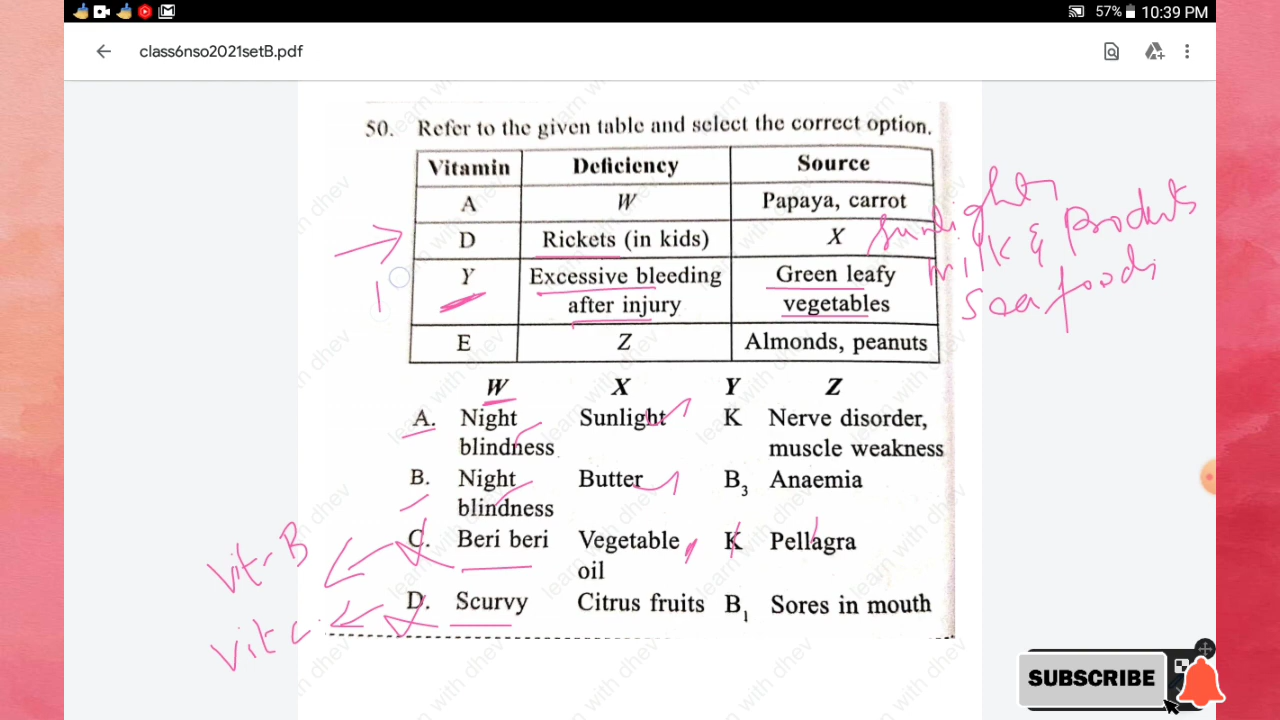 57% 10:39 PM
class6nso2021setB.pdf
50. Refer to the given table and select the correct option.
Vitamin Deficiency Source
A W Papaya, carrot
D Rickets (in kids) X
Y Excessive bleeding after injury Green leafy vegetables
E Z Almonds, peanuts
sunlight
milk & Products
Sea foods
W X Y Z
A. Night Sunlight K Nerve disorder,
blindness muscle weakness
B. Night Butter B3 Anaemia
blindness
C. Beri beri Vegetable K Pellagra
oil
D. Scurvy Citrus fruits B1 Sores in mouth
vit-B
vit c.
learn with dhev
SUBSCRIBE